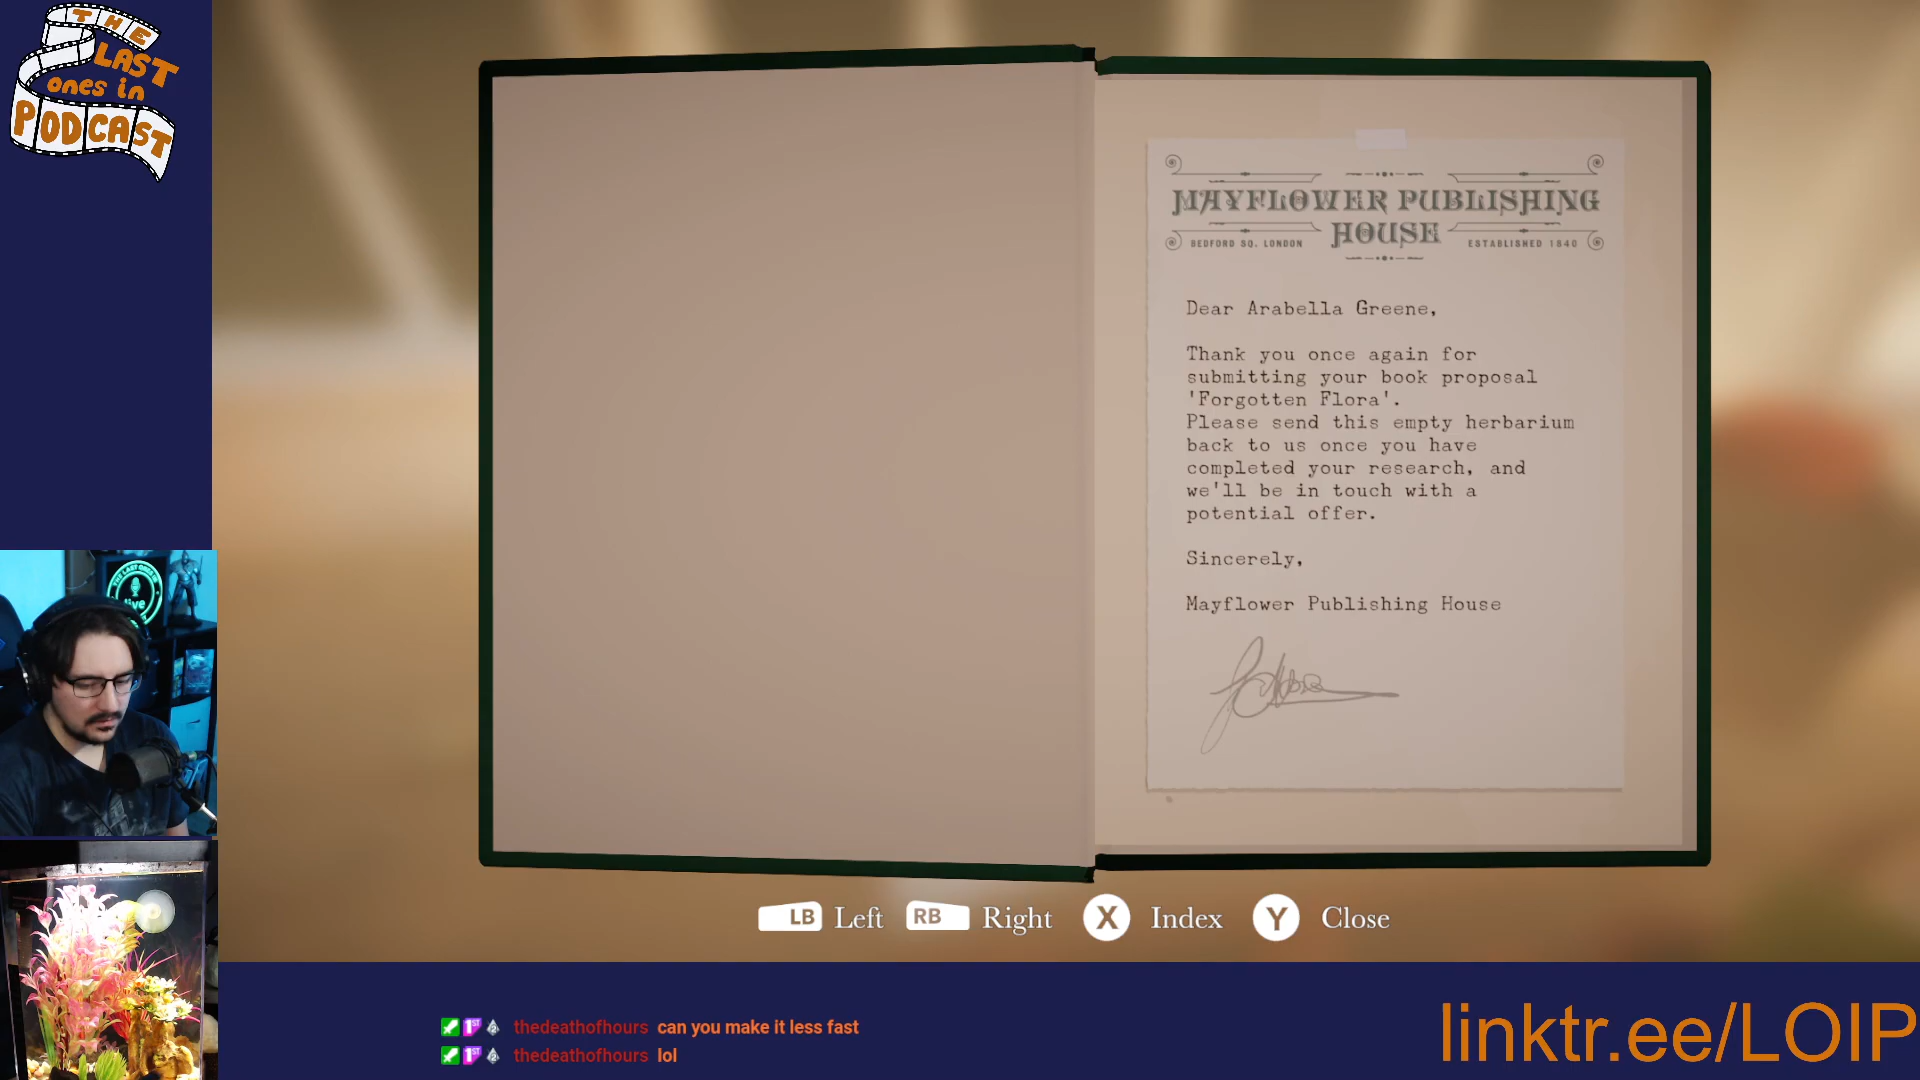 THE
LAST
ones in
PODCAST
MAYFLOWER PUBLISHING
HOUSE
BEDFORD SQ. LONDON
ESTABLISHED 1840
Dear Arabella Greene,
Thank you once again for
submitting your book proposal
'Forgotten Flora'.
Please send this empty herbarium
back to us once you have
completed your research, and
we'll be in touch with a
potential offer.
Sincerely,
Mayflower Publishing House
LB Left RB Right X Index Y Close
1ST thedeathofhours can you make it less fast
1ST thedeathofhours lol
linktr.ee/LOIP